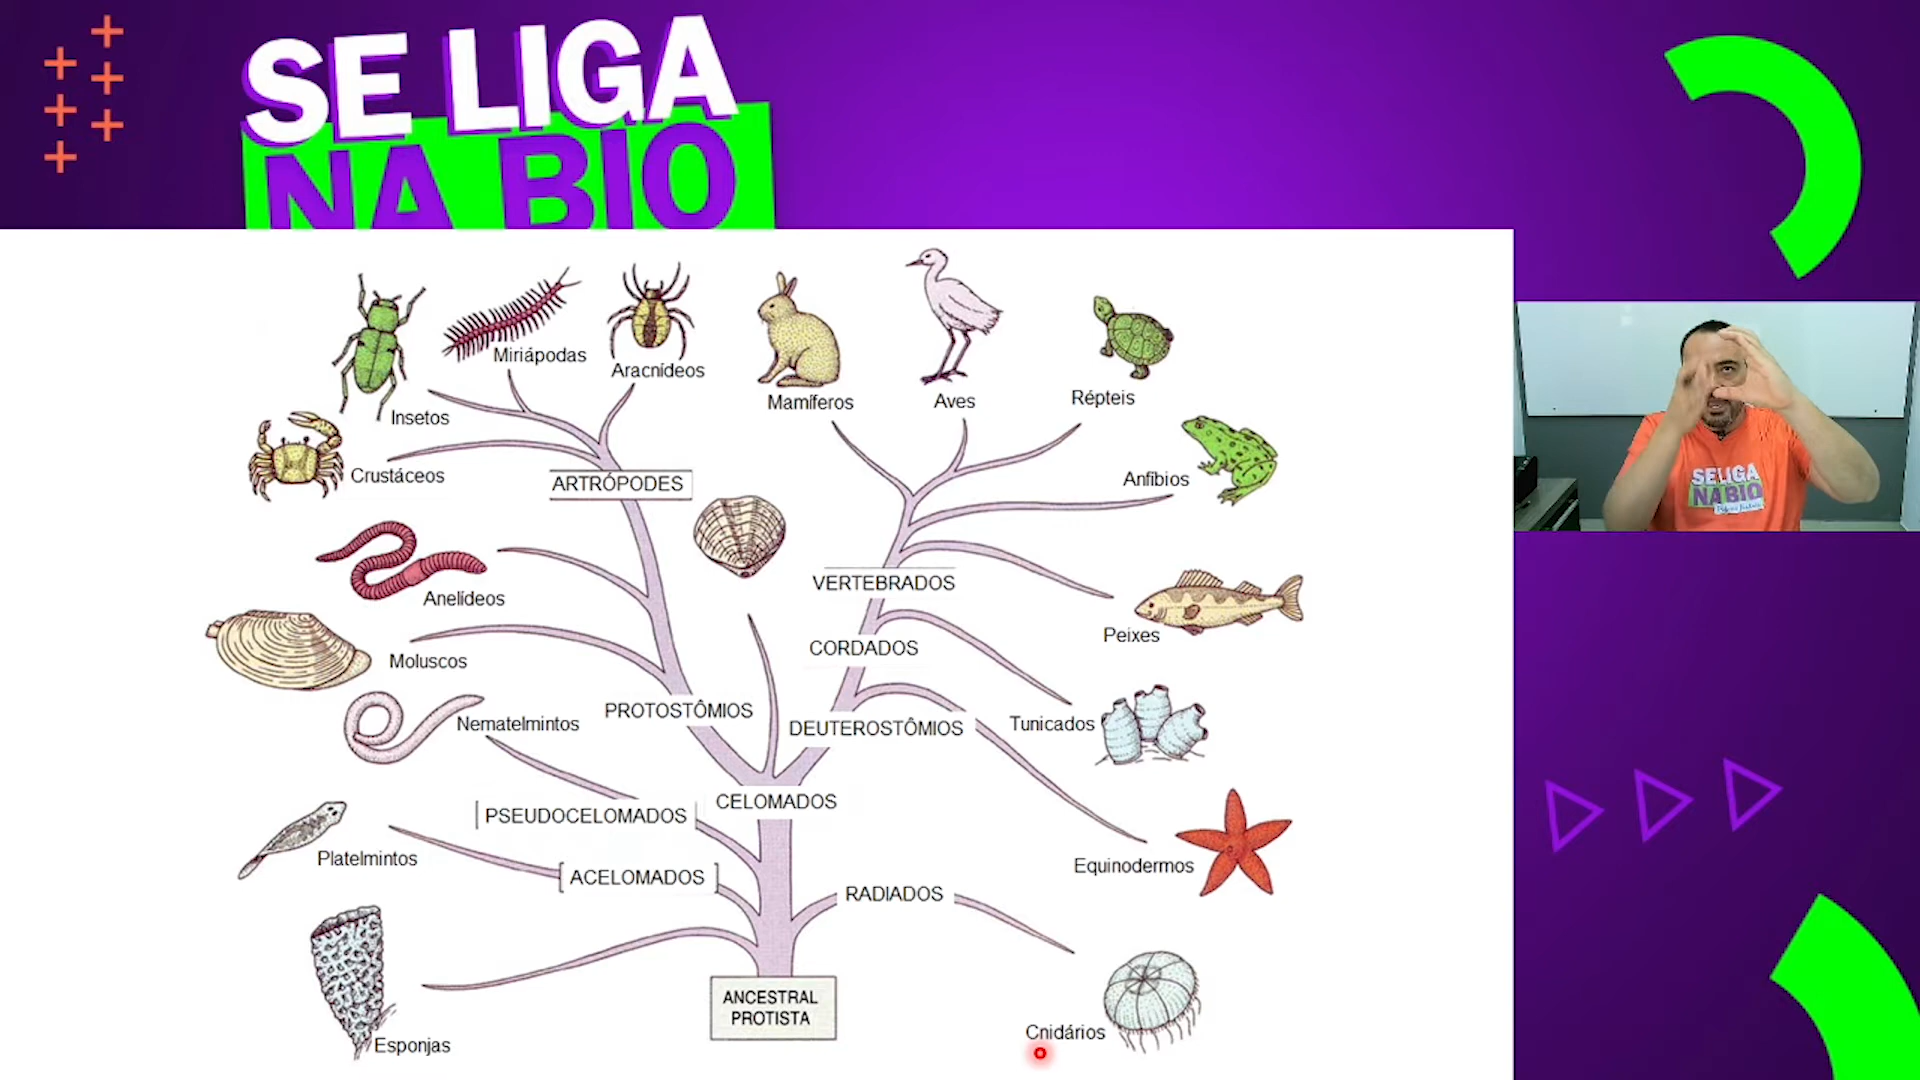 SE LIGA
NA BIO
Miriápodas
Aracnídeos
Insetos
Mamíferos
Aves
Répteis
Crustáceos
ARTRÓPODES
Anfíbios
Anelídeos
VERTEBRADOS
Peixes
CORDADOS
Moluscos
Nematelmintos
PROTOSTÔMIOS
DEUTEROSTÔMIOS
Tunicados
PSEUDOCELOMADOS
CELOMADOS
Platelmintos
ACELOMADOS
RADIADOS
Equinodermos
ANCESTRAL
PROTISTA
Cnidários
Esponjas
SE LIGA
NA BIO